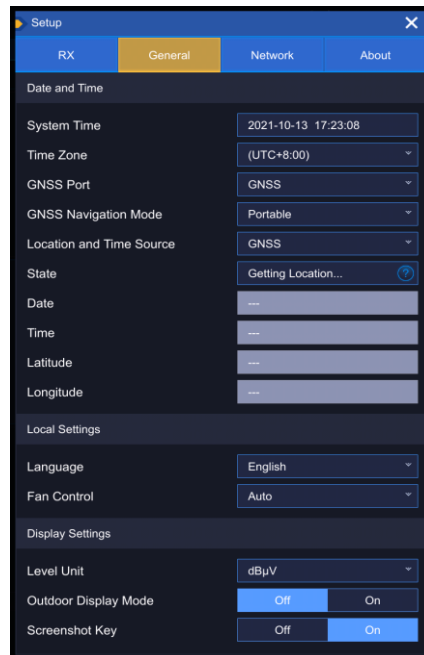 Setup
RX General Network About
Date and Time
System Time 2021-10-13 17:23:08
Time Zone (UTC+8:00)
GNSS Port GNSS
GNSS Navigation Mode Portable
Location and Time Source GNSS
State Getting Location... ?
Date ---
Time ---
Latitude ---
Longitude ---
Local Settings
Language English
Fan Control Auto
Display Settings
Level Unit dBμV
Outdoor Display Mode Off On
Screenshot Key Off On